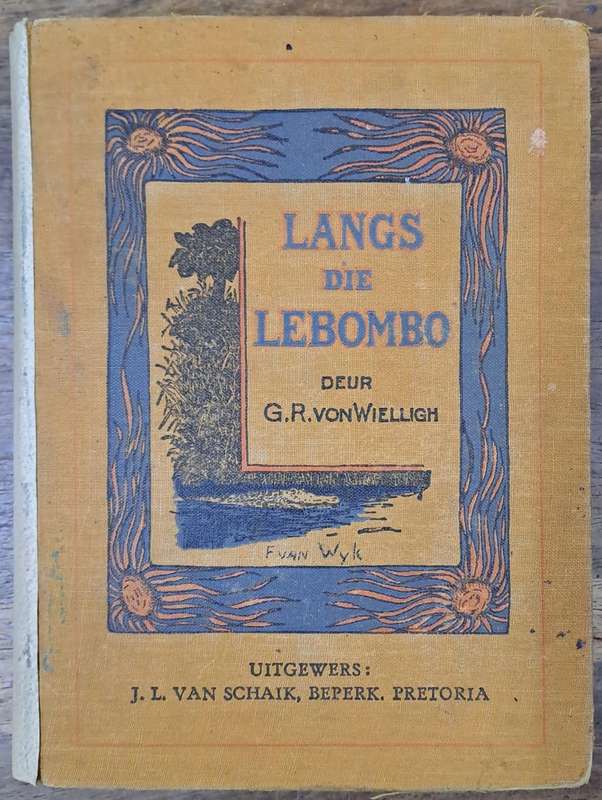 LANGS
DIE
LEBOMBO
DEUR
G.R. VON WIELLIGH
F VAN Wyk
UITGEWERS:
J. L. VAN SCHAIK, BEPERK. PRETORIA